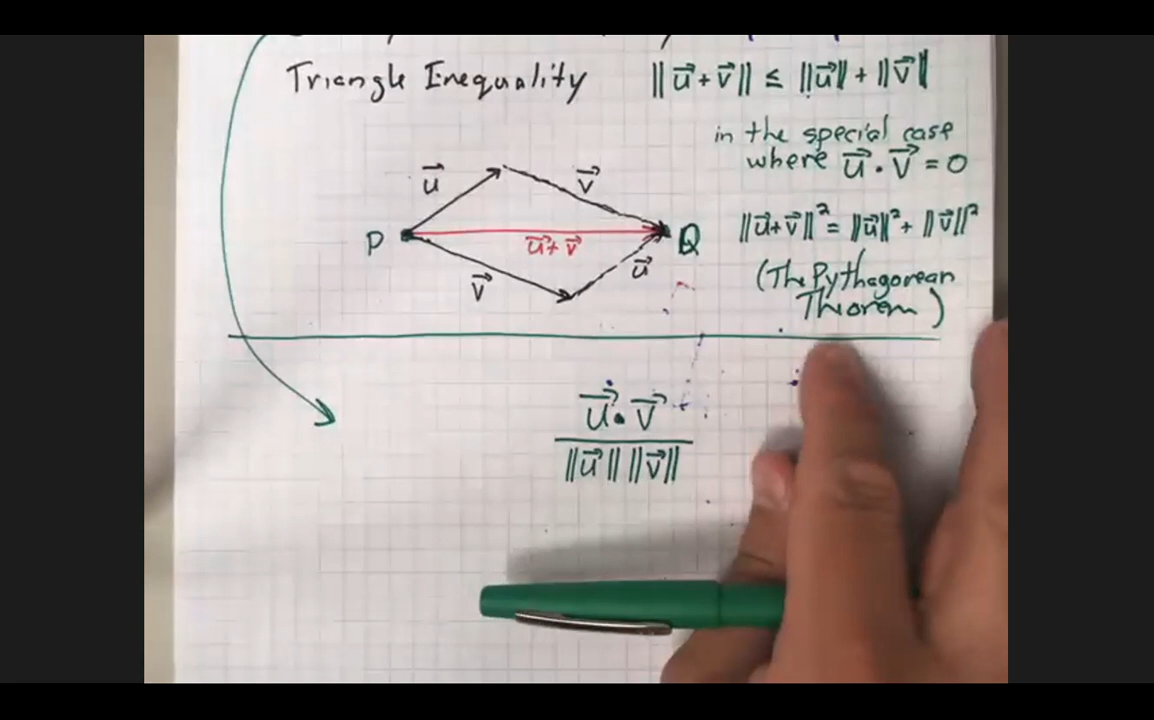 Triangle Inequality ||u⃗+v⃗|| ≤ ||u⃗|| + ||v⃗||
in the special case
where u⃗ · v⃗ = 0
||u⃗+v⃗||² = ||u⃗||² + ||v⃗||²
(The Pythagorean
Theorem)
u⃗
v⃗
P
u⃗+v⃗
Q
v⃗
u⃗
u⃗ · v⃗
||u⃗|| ||v⃗||